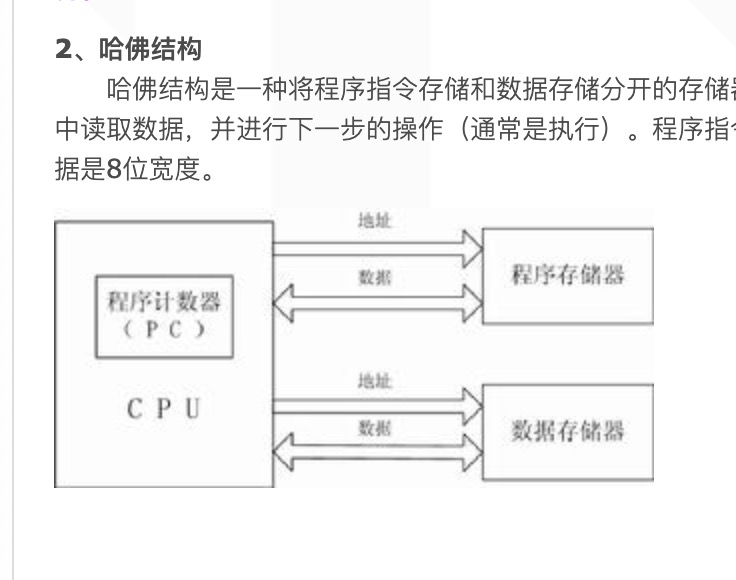 2、哈佛结构
哈佛结构是一种将程序指令存储和数据存储分开的存储
中读取数据，并进行下一步的操作（通常是执行）。程序指
据是8位宽度。
地址
程序存储器
数据
程序计数器
（PC）
地址
CPU
数据
数据存储器